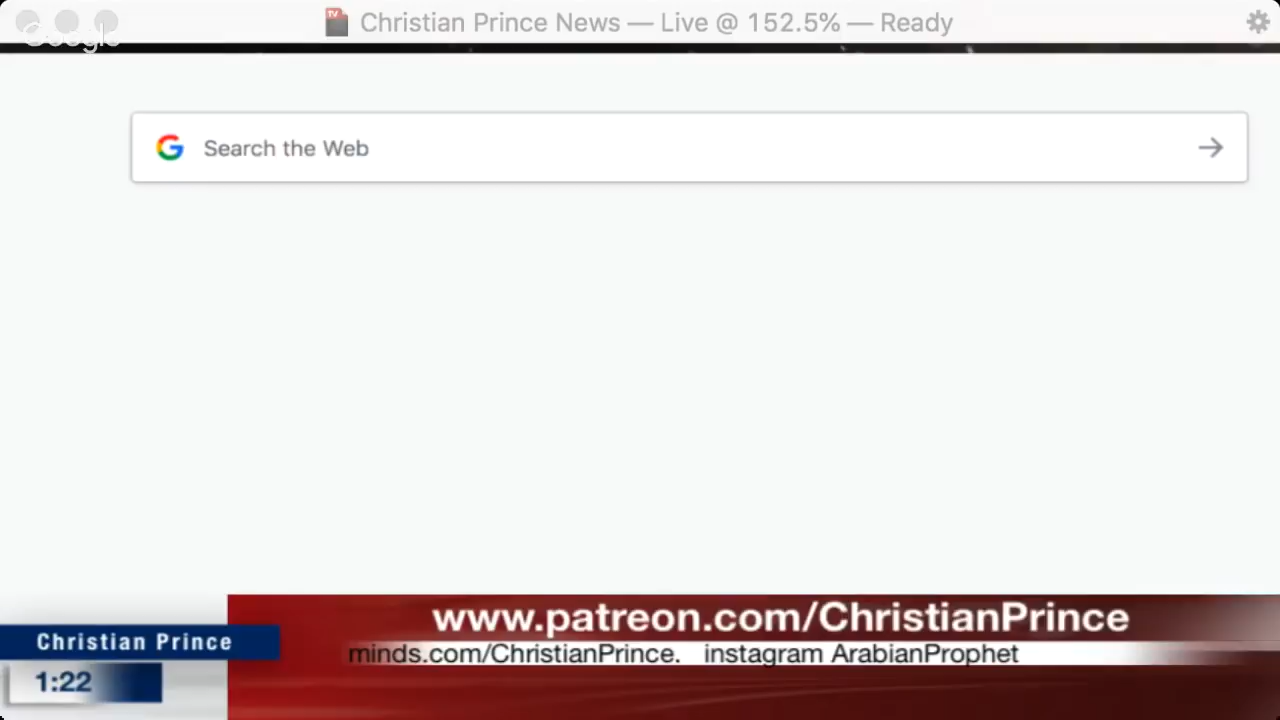 Christian Prince News — Live @ 152.5% — Ready
Google
Search the Web
www.patreon.com/ChristianPrince
Christian Prince
minds.com/ChristianPrince. instagram ArabianProphet
1:22